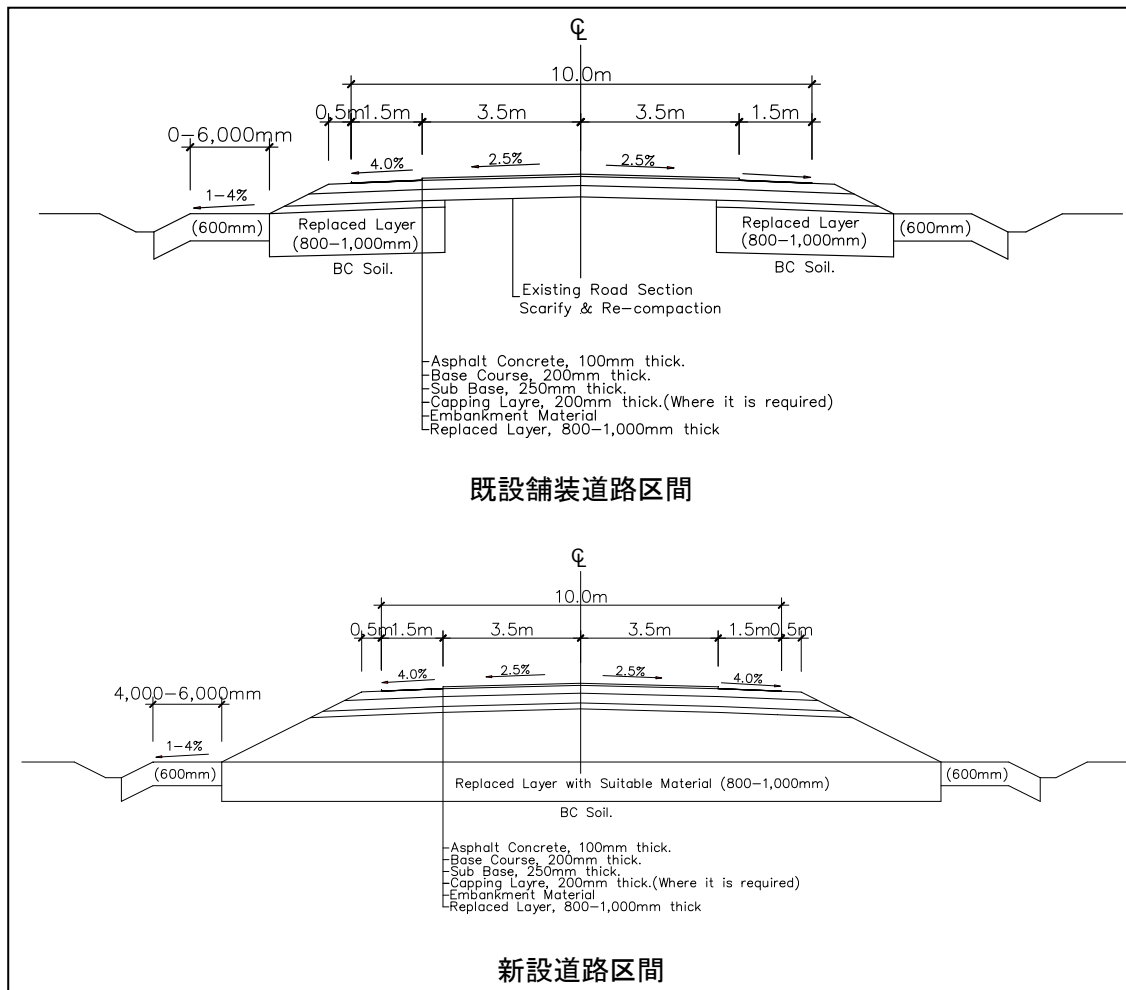 ℄
10.0m
0.5m 1.5m 3.5m 3.5m 1.5m
0-6,000mm
4.0% 2.5% 2.5%
1-4%
(600mm) Replaced Layer (800-1,000mm) Replaced Layer (800-1,000mm) (600mm)
BC Soil. BC Soil.
Existing Road Section
Scarify & Re-compaction
Asphalt Concrete, 100mm thick.
Base Course, 200mm thick.
Sub Base, 250mm thick.
Capping Layre, 200mm thick.(Where it is required)
Embankment Material
Replaced Layer, 800-1,000mm thick
既設舗装道路区間
℄
10.0m
0.5m 1.5m 3.5m 3.5m 1.5m 0.5m
4.0% 2.5% 2.5% 4.0%
4,000-6,000mm
1-4%
(600mm) Replaced Layer with Suitable Material (800-1,000mm) (600mm)
BC Soil.
Asphalt Concrete, 100mm thick.
Base Course, 200mm thick.
Sub Base, 250mm thick.
Capping Layre, 200mm thick.(Where it is required)
Embankment Material
Replaced Layer, 800-1,000mm thick
新設道路区間